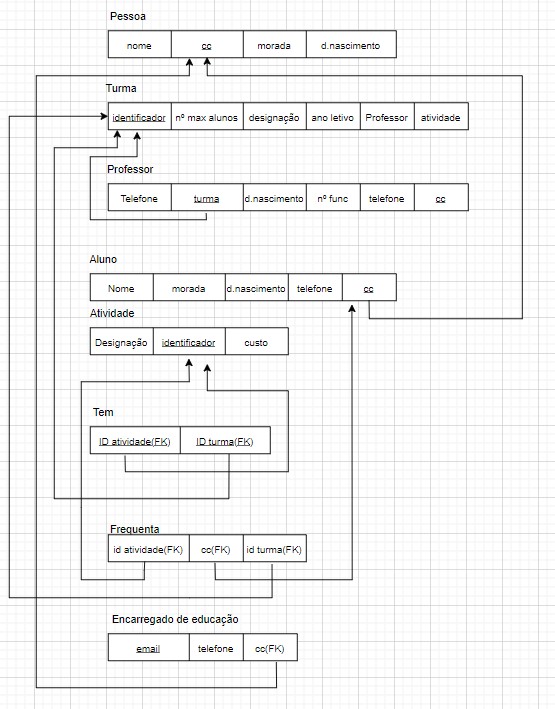 Pessoa
nome cc morada d.nascimento
Turma
identificador nº max alunos designação ano letivo Professor atividade
Professor
Telefone turma d.nascimento nº func telefone cc
Aluno
Nome morada d.nascimento telefone cc
Atividade
Designação identificador custo
Tem
ID atividade(FK) ID turma(FK)
Frequenta
id atividade(FK) cc(FK) id turma(FK)
Encarregado de educação
email telefone cc(FK)